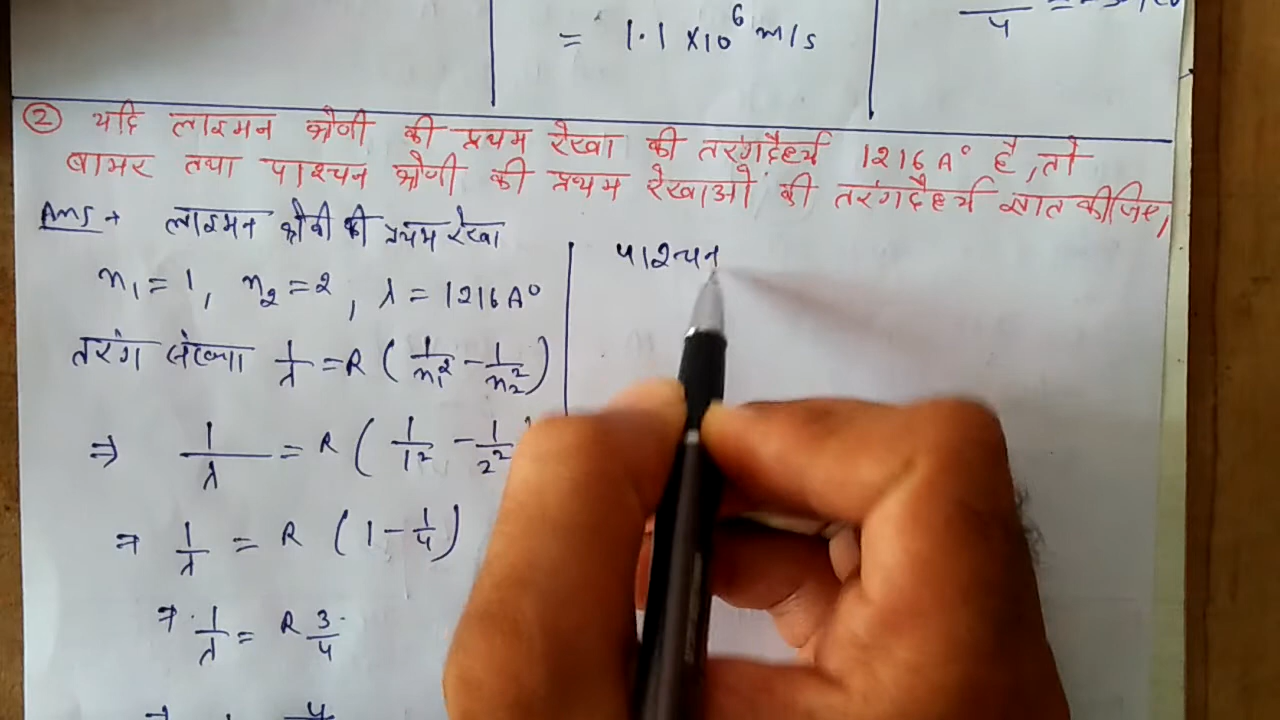 = 1.1 × 10⁶ m/s
4
② यदि लाइमन श्रेणी की प्रथम रेखा की तरंगदैर्ध्य 1216 A° है, तो
बामर तथा पाश्चन श्रेणी की प्रथम रेखाओं की तरंगदैर्ध्य ज्ञात कीजिए,
Ans → लाइमन श्रेणी की प्रथम रेखा
n₁ = 1, n₂ = 2, λ = 1216 A°
तरंग संख्या 1/λ = R (1/n₁² − 1/n₂²)
⇒ 1/λ = R ( 1/1² − 1/2²
⇒ 1/λ = R (1 − 1/4)
⇒ 1/λ = R 3/4
पाश्चन